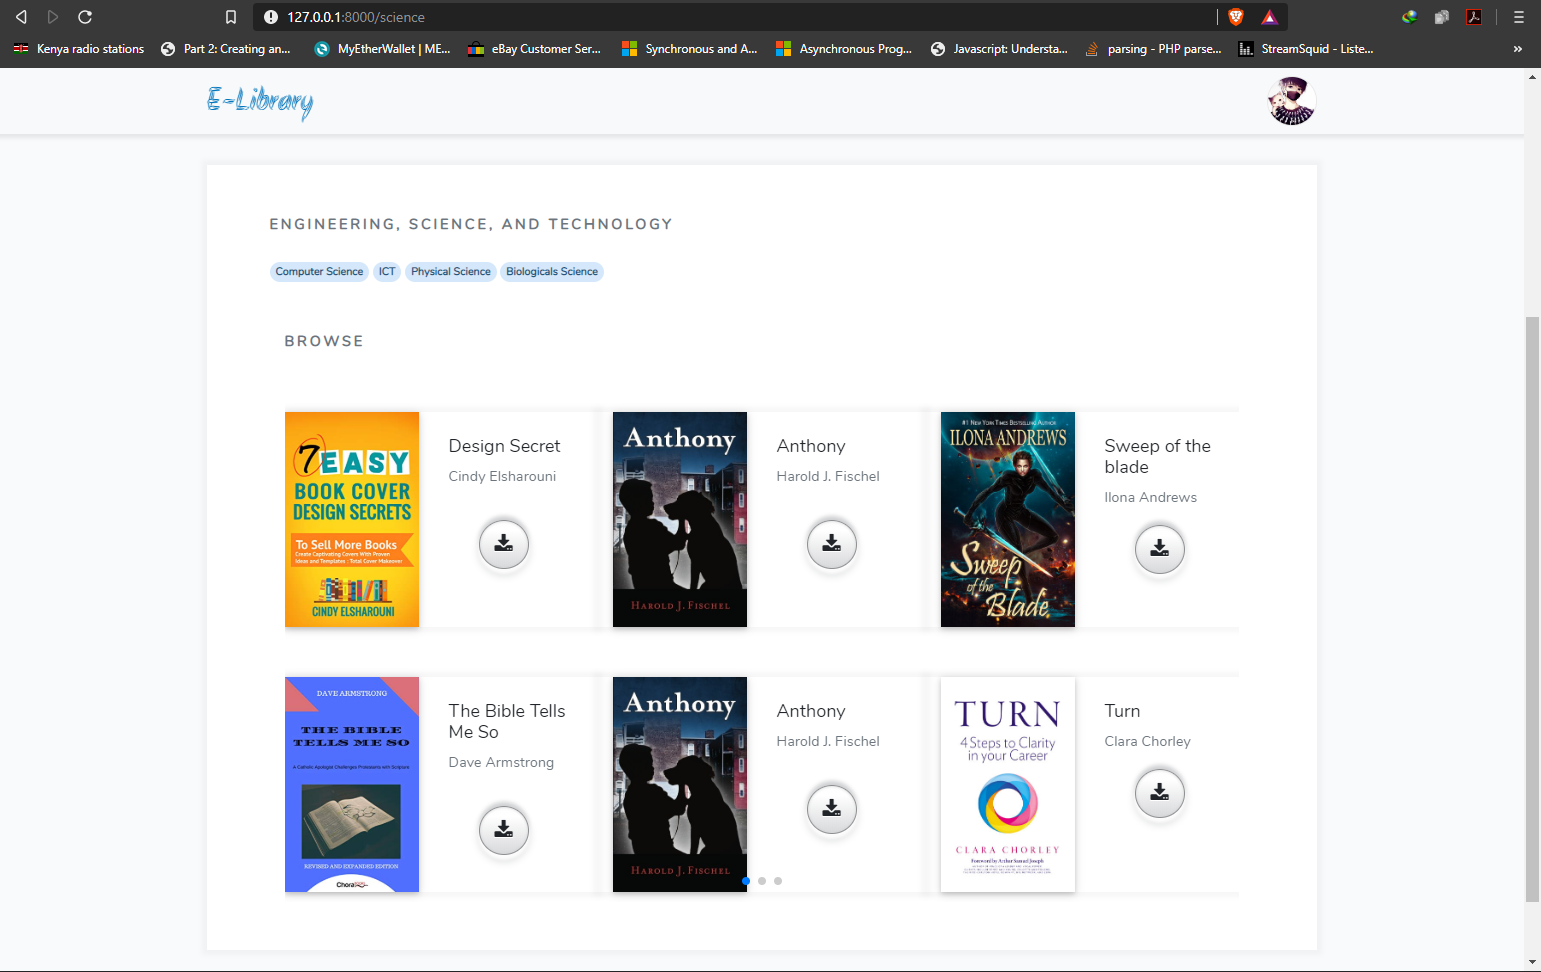 127.0.0.1:8000/science
Kenya radio stations
Part 2: Creating an...
MyEtherWallet | ME...
eBay Customer Ser...
Synchronous and A...
Asynchronous Prog...
Javascript: Understa...
parsing - PHP parse...
StreamSquid - Liste...
»
E-Library
ENGINEERING, SCIENCE, AND TECHNOLOGY
Computer Science
ICT
Physical Science
Biologicals Science
BROWSE
7 EASY
BOOK COVER
DESIGN SECRETS
To Sell More Books
Create Captivating Covers With Proven
Ideas and Templates : Total Cover Makeover
CINDY ELSHAROUNI
Design Secret
Cindy Elsharouni
Anthony
HAROLD J. FISCHEL
Anthony
Harold J. Fischel
#1 NEW YORK TIMES BESTSELLING AUTHOR
ILONA ANDREWS
Sweep
of the
Blade
Sweep of the
blade
Ilona Andrews
DAVE ARMSTRONG
THE BIBLE
TELLS ME SO
A Catholic Apologist Challenges Protestants with Scripture
REVISED AND EXPANDED EDITION
The Bible Tells
Me So
Dave Armstrong
Anthony
HAROLD J. FISCHEL
Anthony
Harold J. Fischel
TURN
4 Steps to Clarity
in your Career
CLARA CHORLEY
Foreword by Arthur Samuel Joseph
Turn
Clara Chorley